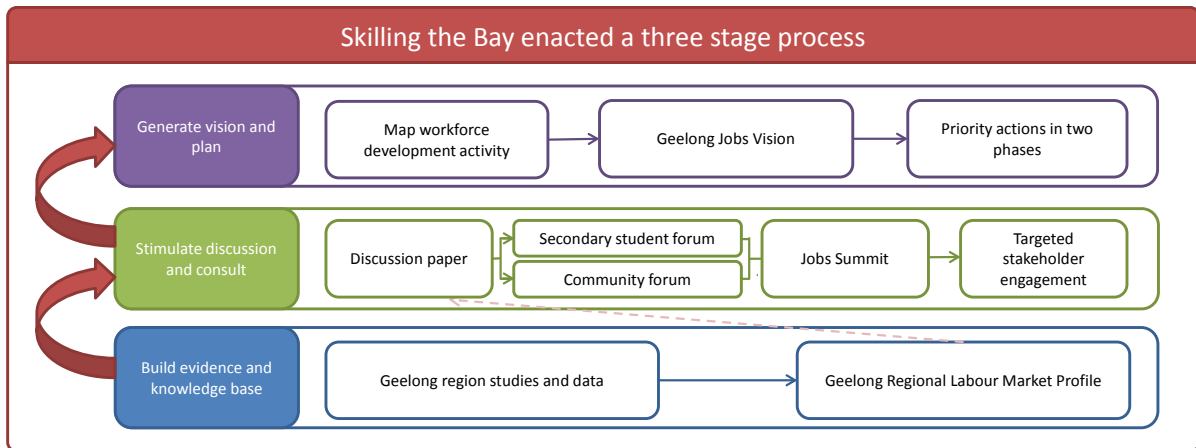 Skilling the Bay enacted a three stage process
Generate vision and
plan
Map workforce
development activity
Geelong Jobs Vision
Priority actions in two
phases
Stimulate discussion
and consult
Discussion paper
Secondary student forum
Community forum
Jobs Summit
Targeted
stakeholder
engagement
Build evidence and
knowledge base
Geelong region studies and data
Geelong Regional Labour Market Profile